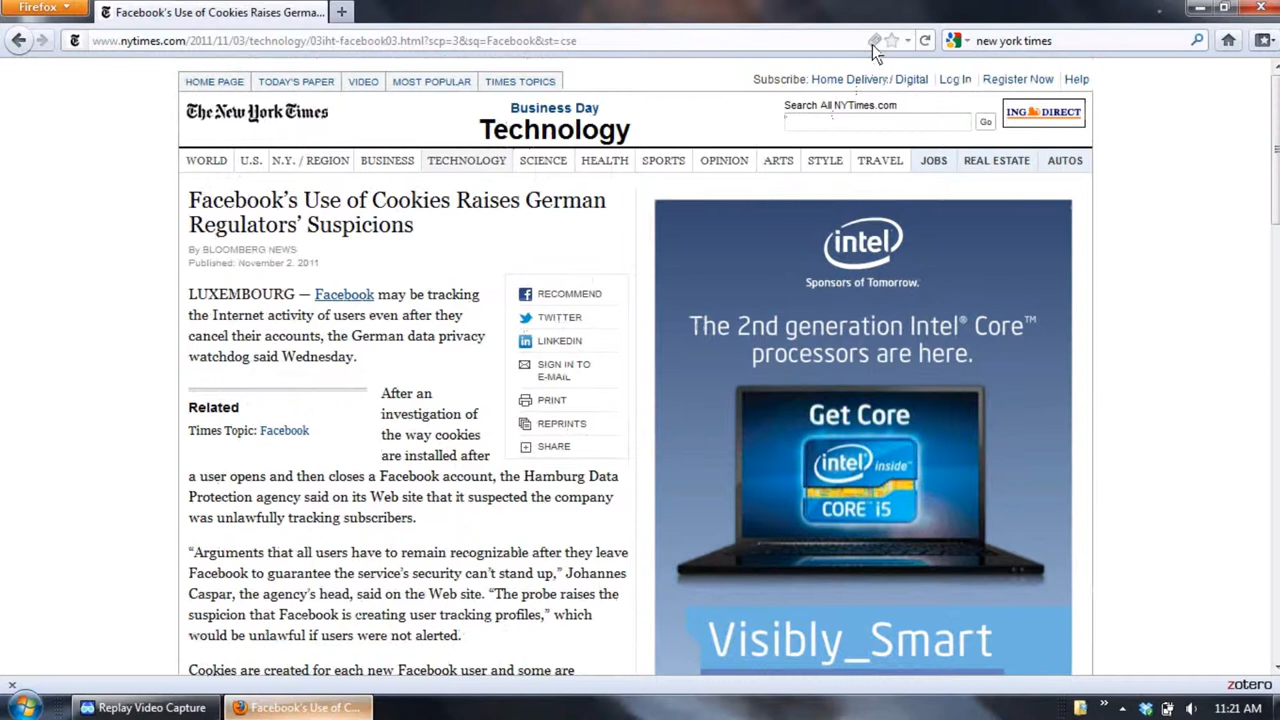 Firefox
Facebook's Use of Cookies Raises Germa...
www.nytimes.com/2011/11/03/technology/03iht-facebook03.html?scp=3&sq=Facebook&st=cse
new york times
HOME PAGE
TODAY'S PAPER
VIDEO
MOST POPULAR
TIMES TOPICS
Subscribe: Home Delivery / Digital
Log In
Register Now
Help
The New York Times
Business Day
Technology
Search All NYTimes.com
Go
ING DIRECT
WORLD
U.S.
N.Y. / REGION
BUSINESS
TECHNOLOGY
SCIENCE
HEALTH
SPORTS
OPINION
ARTS
STYLE
TRAVEL
JOBS
REAL ESTATE
AUTOS
Facebook's Use of Cookies Raises German
Regulators' Suspicions
By BLOOMBERG NEWS
Published: November 2, 2011
LUXEMBOURG — Facebook may be tracking
the Internet activity of users even after they
cancel their accounts, the German data privacy
watchdog said Wednesday.
RECOMMEND
TWITTER
LINKEDIN
SIGN IN TO
E-MAIL
PRINT
REPRINTS
SHARE
Related
Times Topic: Facebook
After an
investigation of
the way cookies
are installed after
a user opens and then closes a Facebook account, the Hamburg Data
Protection agency said on its Web site that it suspected the company
was unlawfully tracking subscribers.
“Arguments that all users have to remain recognizable after they leave
Facebook to guarantee the service's security can't stand up,” Johannes
Caspar, the agency's head, said on the Web site. “The probe raises the
suspicion that Facebook is creating user tracking profiles,” which
would be unlawful if users were not alerted.
Cookies are created for each new Facebook user and some are
intel
Sponsors of Tomorrow.
The 2nd generation Intel® Core™
processors are here.
Get Core
intel inside™
CORE™ i5
Visibly_Smart
zotero
Replay Video Capture
Facebook's Use of C...
11:21 AM